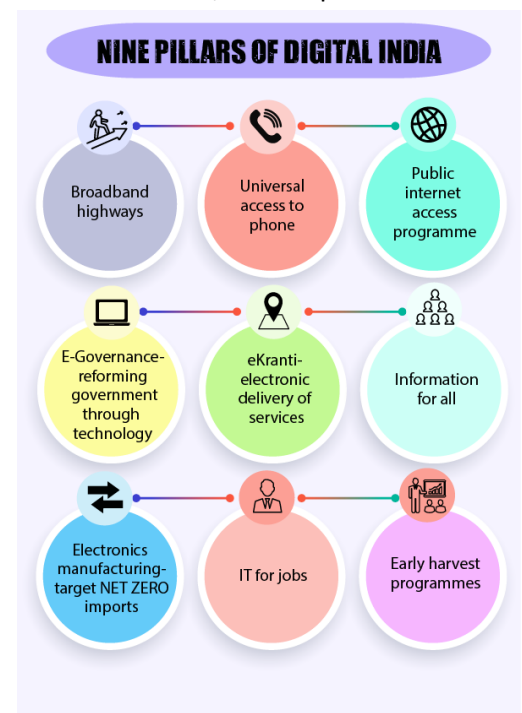 NINE PILLARS OF DIGITAL INDIA
Broadband
highways
Universal
access to
phone
Public
internet
access
programme
E-Governance-
reforming
government
through
technology
eKranti-
electronic
delivery of
services
Information
for all
Electronics
manufacturing-
target NET ZERO
imports
IT for jobs
Early harvest
programmes